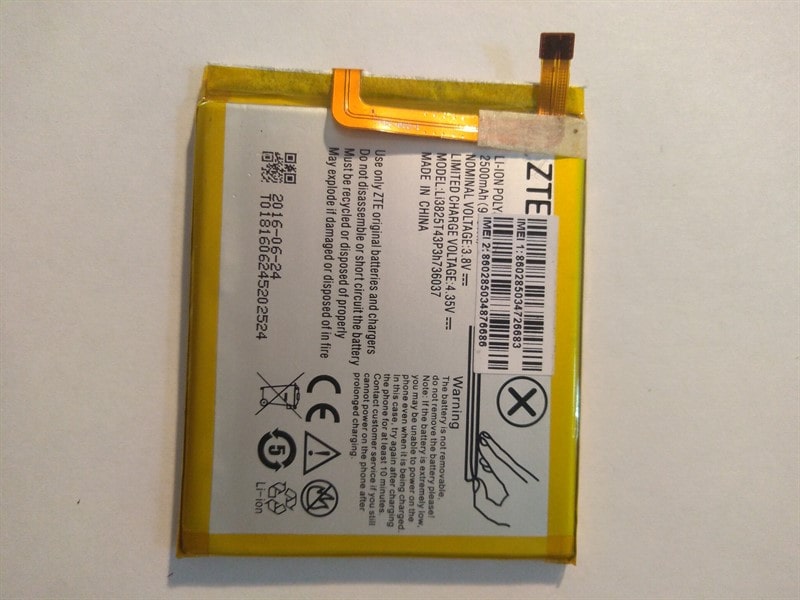 ZTE
LI-ION POLY
2500mAh (9
NOMINAL VOLTAGE:3.8V ⎓
LIMITED CHARGE VOLTAGE:4.35V ⎓
MODEL:Li3825T43P3h736037
MADE IN CHINA
IMEI 1: 860285034726683
IMEI 2: 860285034876686
Use only ZTE original batteries and chargers
Do not disassemble or short circuit the battery
Must be recycled or disposed of properly
May explode if damaged or disposed of in fire
2016-06-24
T0181606245202524
Warning
The battery is not removable,
do not remove the battery please!
Note: If the battery is extremely low,
you may be unable to power on the
phone even when it is being charged.
In this case, try again after charging
the phone for at least 10 minutes.
Contact customer service if you still
cannot power on the phone after
prolonged charging.
CE
5
Li-ion